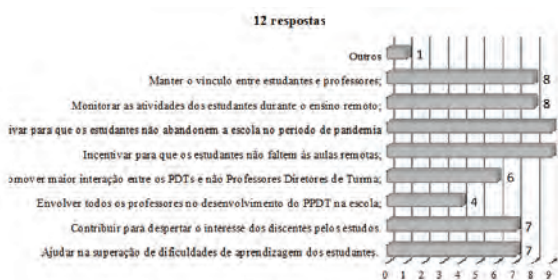 12 respostas
Outros
1
Manter o vínculo entre estudantes e professores;
8
Monitorar as atividades dos estudantes durante o ensino remoto;
8
ivar para que os estudantes não abandonem a escola no período de pandemia
Incentivar para que os estudantes não faltem às aulas remotas;
omover maior interação entre os PDTs e não Professores Diretores de Turma;
6
Envolver todos os professores no desenvolvimento do PPDT na escola;
4
Contribuir para despertar o interesse dos discentes pelos estudos.
7
Ajudar na superação de dificuldades de aprendizagem dos estudantes.
7
0 1 2 3 4 5 6 7 8 9